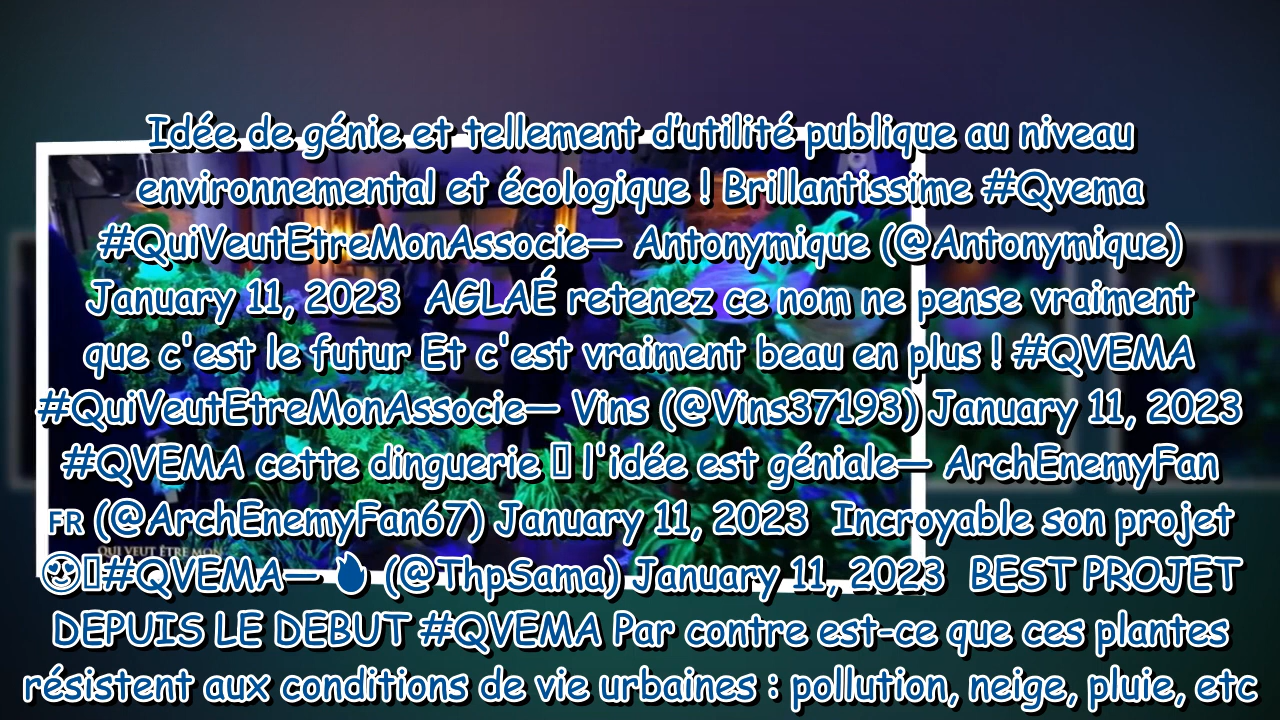 Idée de génie et tellement d'utilité publique au niveau
environnemental et écologique ! Brillantissime #Qvema
#QuiVeutEtreMonAssocie— Antonymique (@Antonymique)
January 11, 2023 AGLAÉ retenez ce nom ne pense vraiment
que c'est le futur Et c'est vraiment beau en plus ! #QVEMA
#QuiVeutEtreMonAssocie— Vins (@Vins37193) January 11, 2023
#QVEMA cette dinguerie l'idée est géniale— ArchEnemyFan
FR (@ArchEnemyFan67) January 11, 2023 Incroyable son projet
😍#QVEMA— 🔥 (@ThpSama) January 11, 2023 BEST PROJET
DEPUIS LE DEBUT #QVEMA Par contre est-ce que ces plantes
résistent aux conditions de vie urbaines : pollution, neige, pluie, etc
QUI VEUT ÊTRE MON